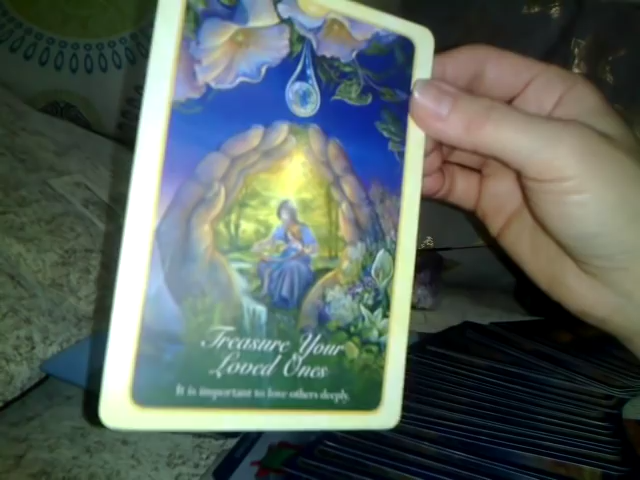 Treasure Your
Loved Ones
It is important to love others deeply.